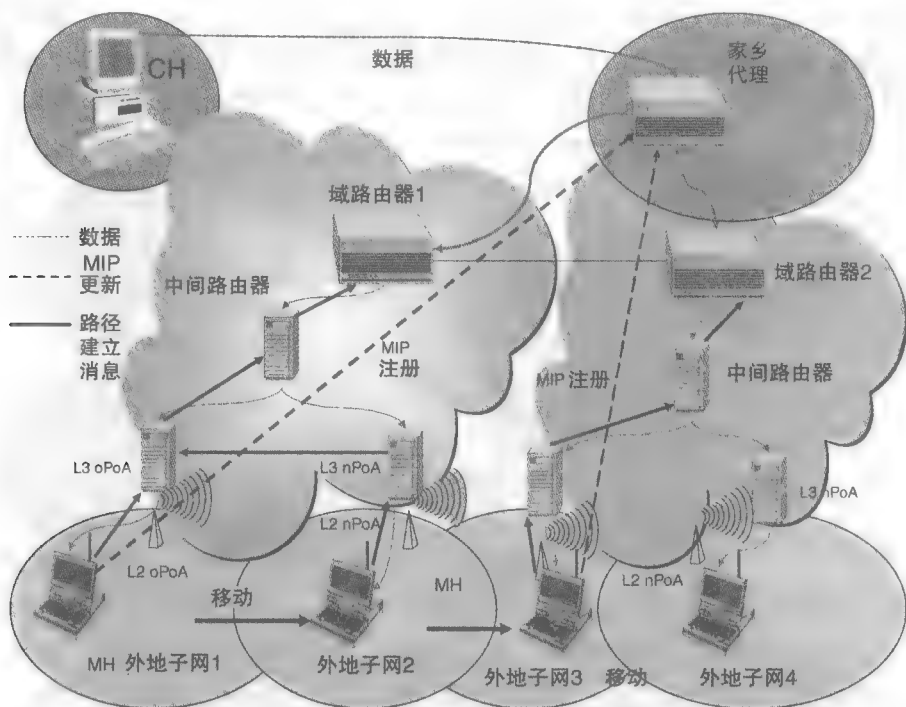 CH
数据
家乡
代理
域路由器1
数据
MIP
更新
中间路由器
域路由器2
路径
建立
消息
MIP
注册
MIP 注册
中间路由器
L3 oPoA
L3 nPoA
L3 nPoA
L2 nPoA
L2 oPoA
L2 nPoA
移动
MH
MH 外地子网1
外地子网2
外地子网3
移动
外地子网4